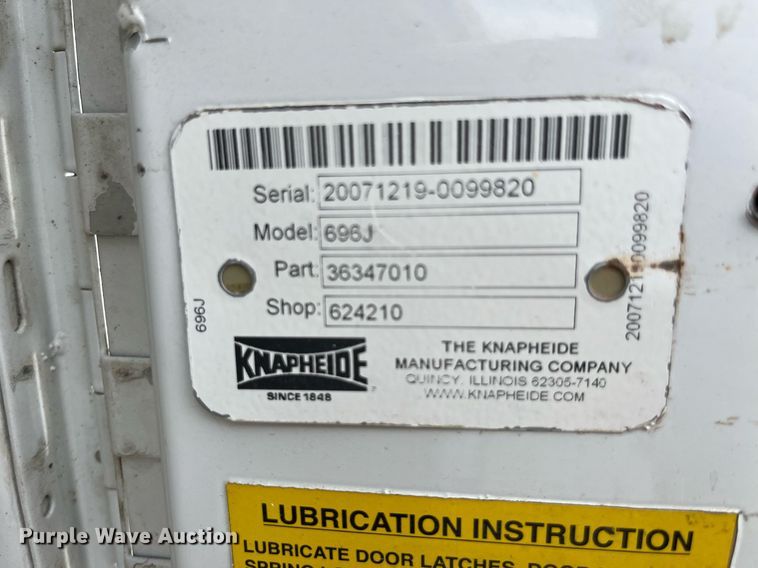 Serial: 20071219-0099820
Model: 696J
Part: 36347010
Shop: 624210
696J
20071219-0099820
KNAPHEIDE
SINCE 1848
THE KNAPHEIDE
MANUFACTURING COMPANY
QUINCY, ILLINOIS 62305-7140
WWW.KNAPHEIDE.COM
LUBRICATION INSTRUCTION
LUBRICATE DOOR LATCHES,
Purple Wave Auction